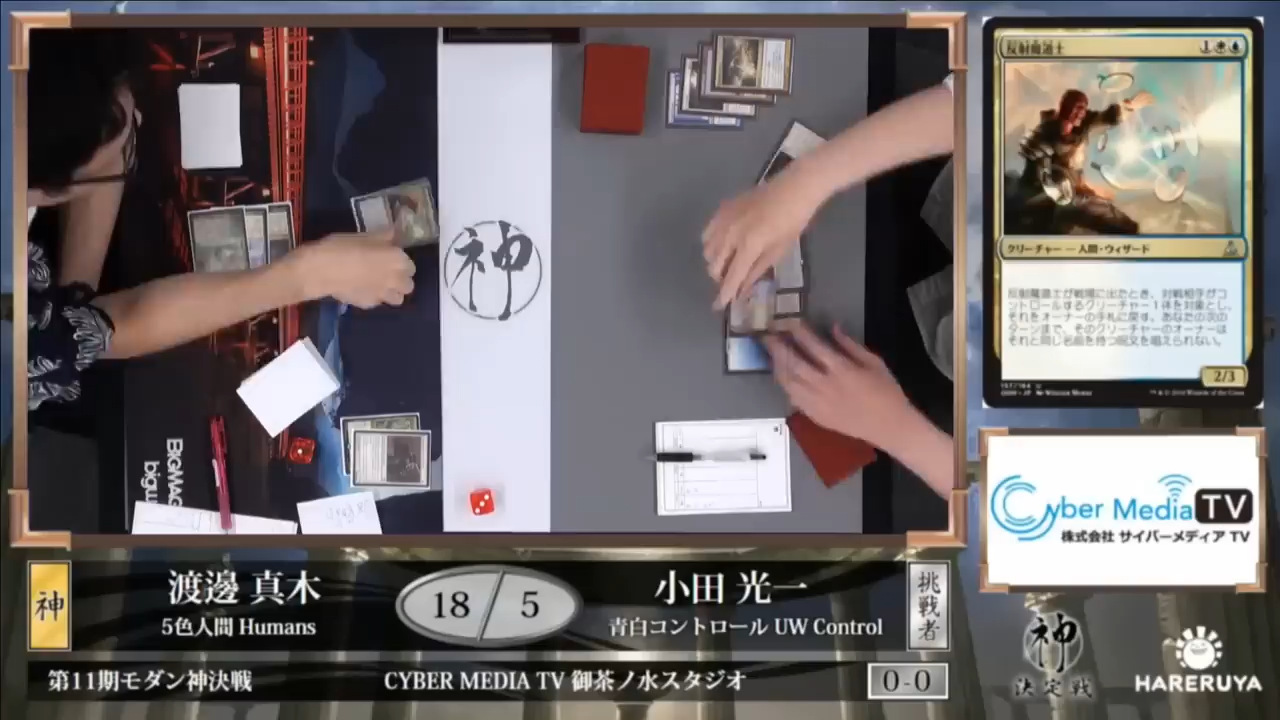 反射魔道士
クリーチャー ― 人間・ウィザード
反射魔道士が戦場に出たとき、対戦相手がコ
ントロールするクリーチャー１体を対象とし、
それをオーナーの手札に戻す。あなたの次の
ターンまで、そのクリーチャーのオーナーは
それと同じ名前を持つ呪文を唱えられない。
2/3
神
BIGMAG
bigw
Cyber Media TV
株式会社 サイバーメディア TV
神
渡邊 真木
5色人間 Humans
18 / 5
小田 光一
青白コントロール UW Control
挑戦者
第11期モダン神決戦
CYBER MEDIA TV 御茶ノ水スタジオ
0-0
神
決定戦
HARERUYA